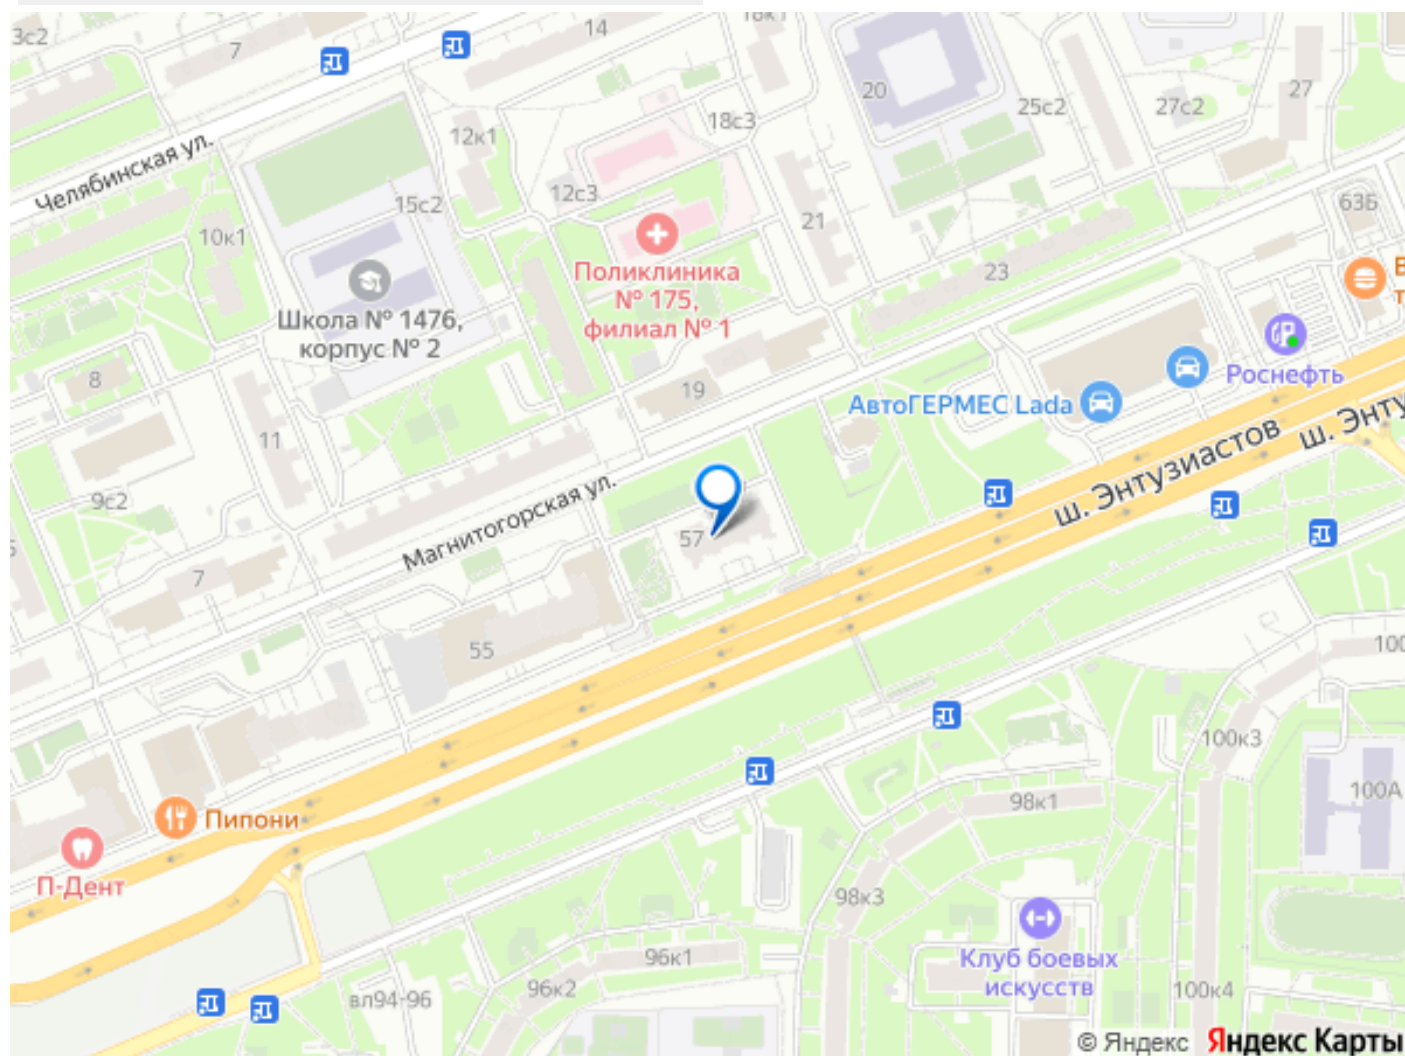 3с2
7
14
18к1
20
25с2
27с2
27
18с3
12к1
Челябинская ул.
12с3
15с2
10к1
21
63Б
23
Поликлиника
№ 175,
филиал № 1
Школа № 1476,
корпус № 2
8
19
Роснефть
АвтоГЕРМЕС Lada
11
ш. Энтузиастов
ш. Энту
9с2
Магнитогорская ул.
57
7
55
100к3
98к1
100А
Пипони
П-Дент
98к3
96к1
Клуб боевых
искусств
96к2
вл94-96
100к4
© Яндекс Яндекс Карты